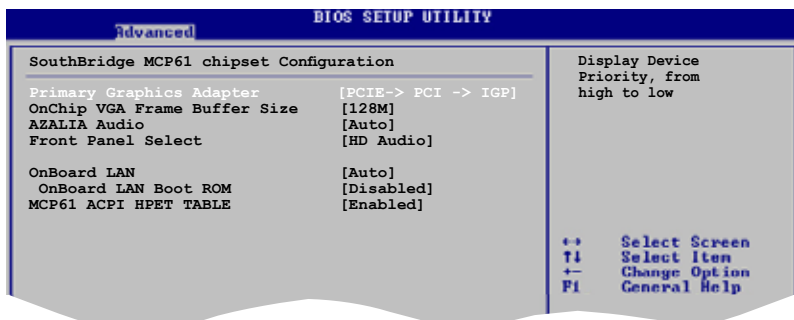 BIOS SETUP UTILITY
Advanced
SouthBridge MCP61 chipset Configuration
Primary Graphics Adapter [PCIE-> PCI -> IGP]
OnChip VGA Frame Buffer Size [128M]
AZALIA Audio [Auto]
Front Panel Select [HD Audio]
OnBoard LAN [Auto]
OnBoard LAN Boot ROM [Disabled]
MCP61 ACPI HPET TABLE [Enabled]
Display Device
Priority, from
high to low
←→ Select Screen
↑↓ Select Item
+- Change Option
F1 General Help